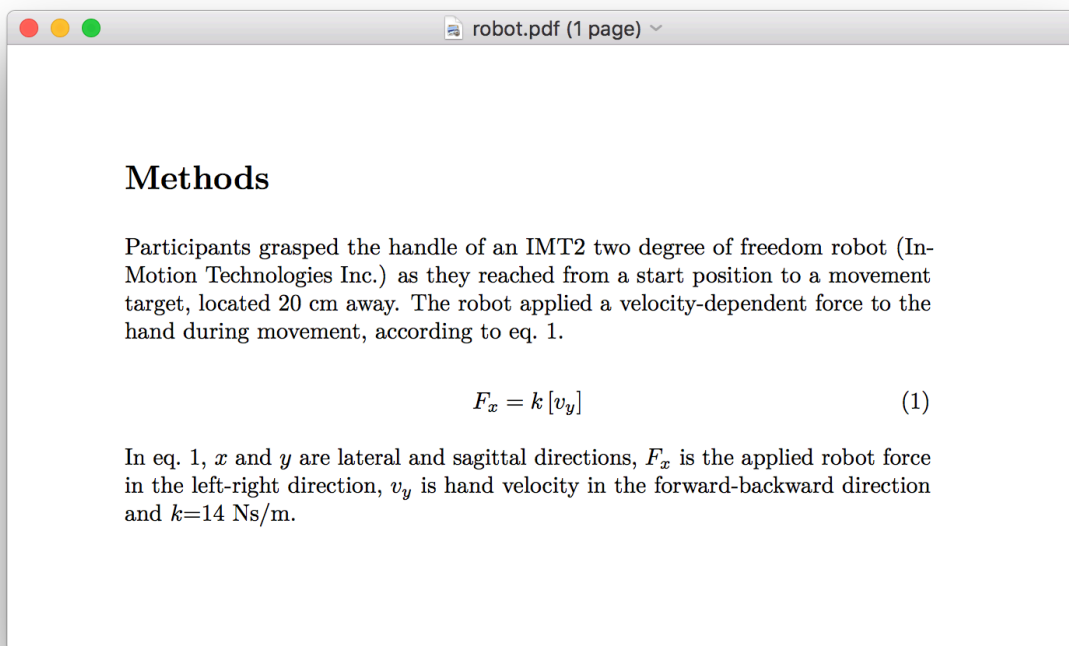 robot.pdf (1 page)
Methods
Participants grasped the handle of an IMT2 two degree of freedom robot (In-
Motion Technologies Inc.) as they reached from a start position to a movement
target, located 20 cm away. The robot applied a velocity-dependent force to the
hand during movement, according to eq. 1.
F_x = k [v_y] (1)
In eq. 1, x and y are lateral and sagittal directions, F_x is the applied robot force
in the left-right direction, v_y is hand velocity in the forward-backward direction
and k=14 Ns/m.